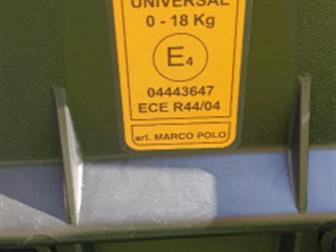 UNIVERSAL
0 - 18 Kg
E4
04443647
ECE R44/04
art. MARCO POLO